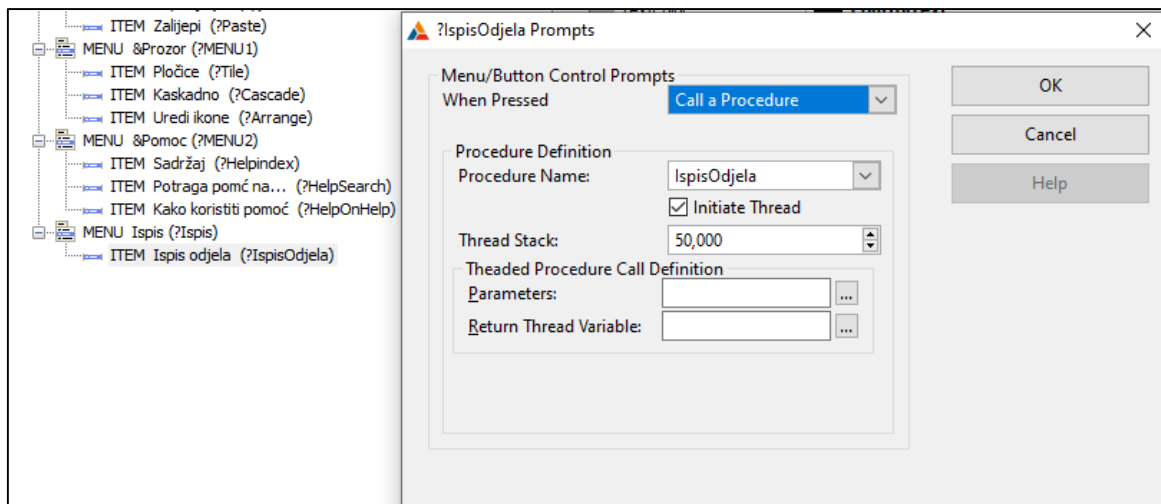 ITEM Zalijepi (?Paste)
MENU &Prozor (?MENU1)
ITEM Pločice (?Tile)
ITEM Kaskadno (?Cascade)
ITEM Uredi ikone (?Arrange)
MENU &Pomoc (?MENU2)
ITEM Sadržaj (?Helpindex)
ITEM Potraga pomć na... (?HelpSearch)
ITEM Kako koristiti pomoć (?HelpOnHelp)
MENU Ispis (?Ispis)
ITEM Ispis odjela (?IspisOdjela)
?IspisOdjela Prompts
Menu/Button Control Prompts
When Pressed Call a Procedure
OK
Cancel
Help
Procedure Definition
Procedure Name: IspisOdjela
Initiate Thread
Thread Stack: 50,000
Theaded Procedure Call Definition
Parameters: ...
Return Thread Variable: ...